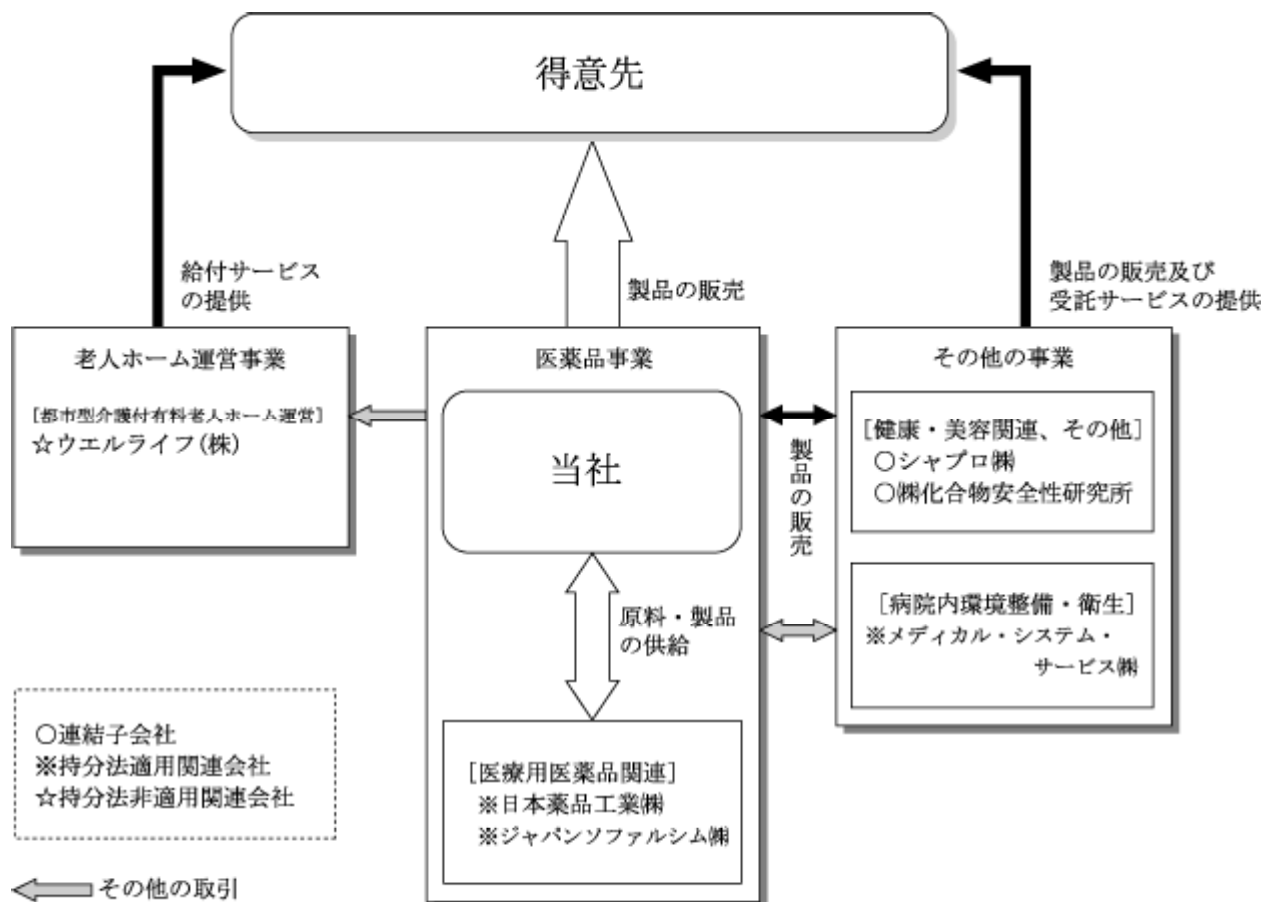 得意先
給付サービス
の提供
製品の販売
製品の販売及び
受託サービスの提供
老人ホーム運営事業
[都市型介護付有料老人ホーム運営]
☆ウエルライフ(株)
医薬品事業
当社
原料・製品
の供給
[医療用医薬品関連]
※日本薬品工業㈱
※ジャパンソファルシム㈱
製品の販売
その他の事業
[健康・美容関連、その他]
○シャプロ㈱
○㈱化合物安全性研究所
[病院内環境整備・衛生]
※メディカル・システム・
サービス㈱
○連結子会社
※持分法適用関連会社
☆持分法非適用関連会社
その他の取引